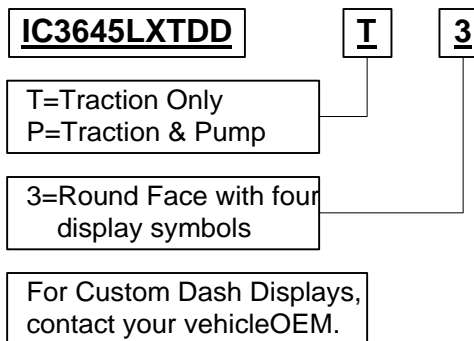 IC3645LXTDD T 3
T=Traction Only
P=Traction & Pump
3=Round Face with four
display symbols
For Custom Dash Displays,
contact your vehicleOEM.